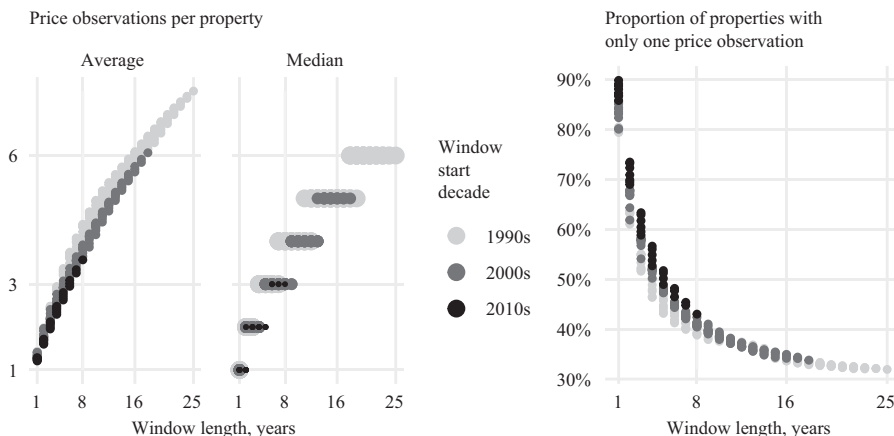 Price observations per property
Average
Median
6
3
1
1
8
16
25
1
8
16
25
Window length, years
Window
start
decade
1990s
2000s
2010s
Proportion of properties with
only one price observation
90%
80%
70%
60%
50%
40%
30%
1
8
16
25
Window length, years